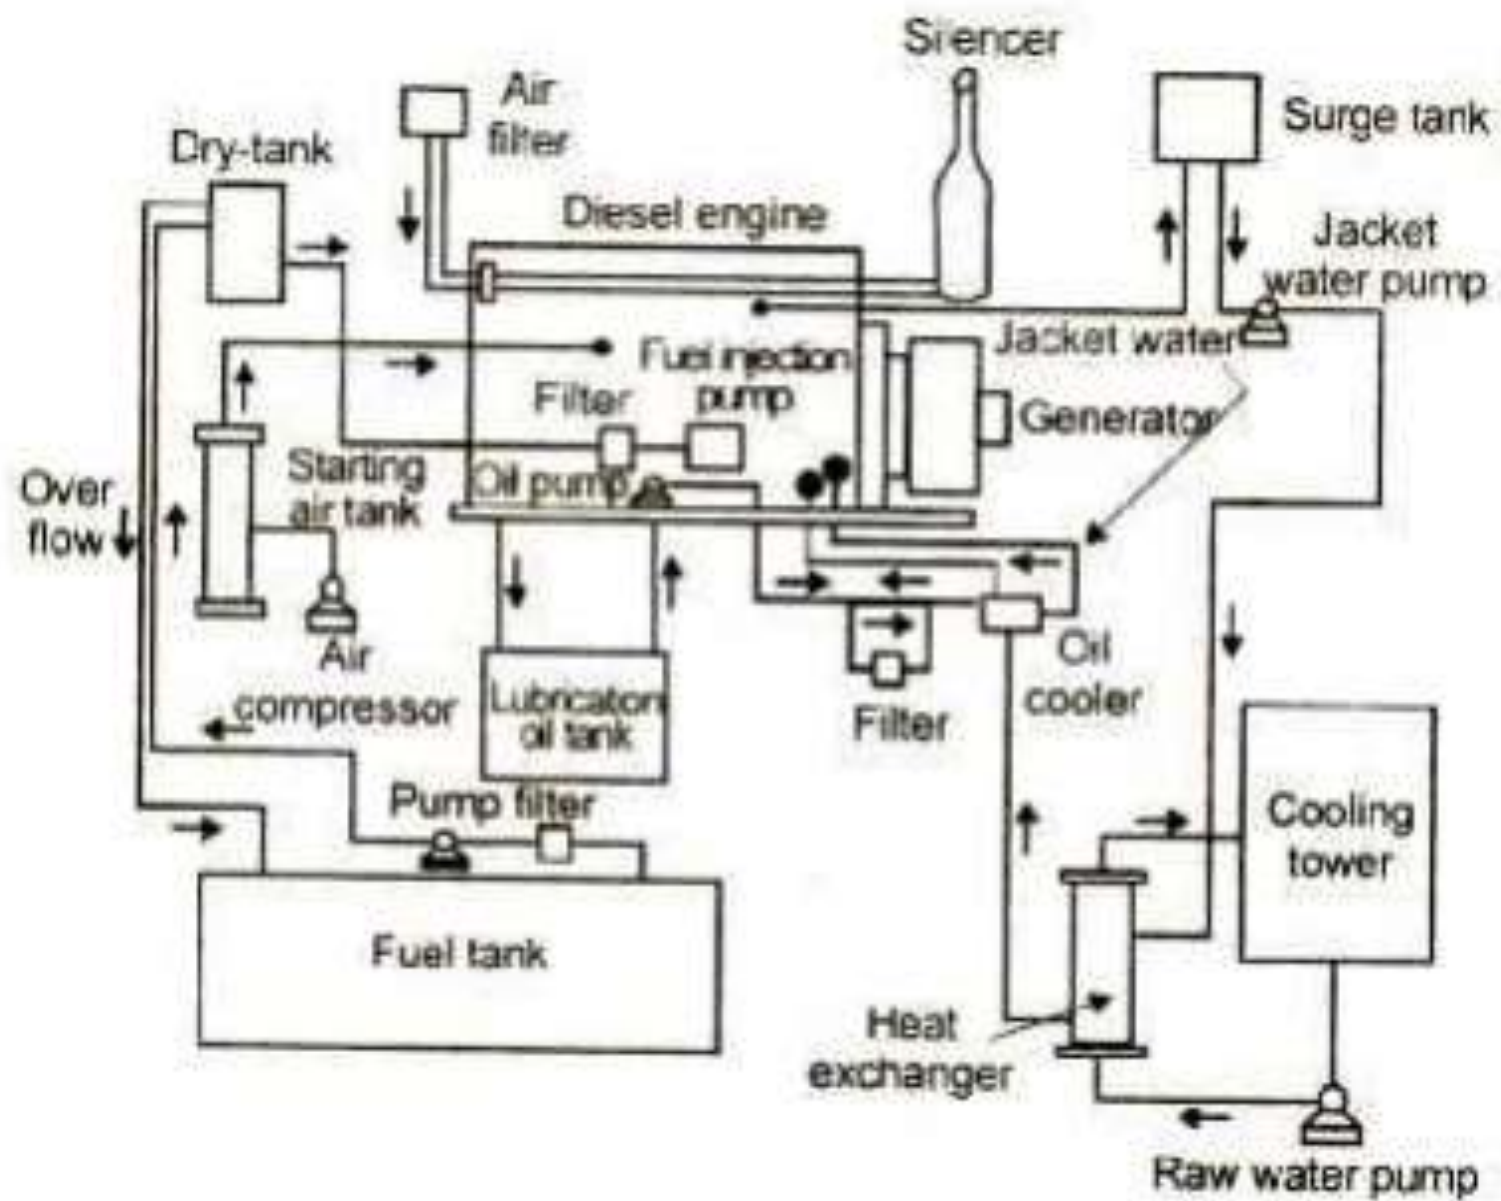 Silencer
Air
filter
Surge tank
Dry-tank
Diesel engine
Jacket
water pump
Jacket water
Fuel injection
pump
Filter
Generator
Starting
air tank
Oil pump
Over
flow
Air
compressor
Lubrication
oil tank
Oil
cooler
Filter
Pump filter
Cooling
tower
Fuel tank
Heat
exchanger
Raw water pump